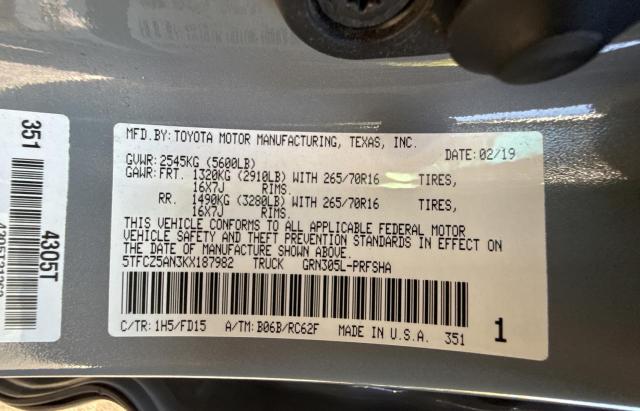 MFD.BY: TOYOTA MOTOR MANUFACTURING, TEXAS, INC.
GVWR: 2545KG (5600LB) DATE: 02/19
GAWR: FRT. 1320KG (2910LB) WITH 265/70R16 TIRES,
16X7J RIMS.
RR. 1490KG (3280LB) WITH 265/70R16 TIRES,
16X7J RIMS.
THIS VEHICLE CONFORMS TO ALL APPLICABLE FEDERAL MOTOR
VEHICLE SAFETY AND THEFT PREVENTION STANDARDS IN EFFECT ON
THE DATE OF MANUFACTURE SHOWN ABOVE.
5TFCZ5AN3KX187982 TRUCK GRN305L-PRFSHA
C/TR: 1H5/FD15 A/TM: B06B/RC62F MADE IN U.S.A. 351 1
351
4305T